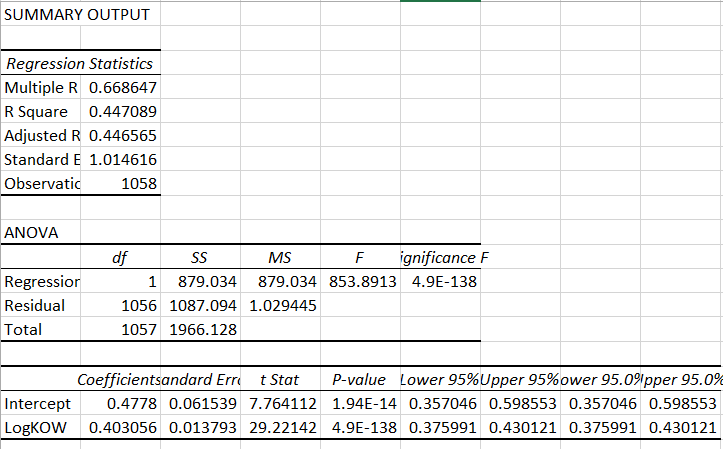 SUMMARY OUTPUT
Regression Statistics
Multiple R 0.668647
R Square 0.447089
Adjusted R 0.446565
Standard E 1.014616
Observatic 1058
ANOVA
df SS MS F ignificance F
Regression 1 879.034 879.034 853.8913 4.9E-138
Residual 1056 1087.094 1.029445
Total 1057 1966.128
Coefficients andard Erro t Stat P-value Lower 95% Upper 95% ower 95.0% Ipper 95.0%
Intercept 0.4778 0.061539 7.764112 1.94E-14 0.357046 0.598553 0.357046 0.598553
LogKOW 0.403056 0.013793 29.22142 4.9E-138 0.375991 0.430121 0.375991 0.430121